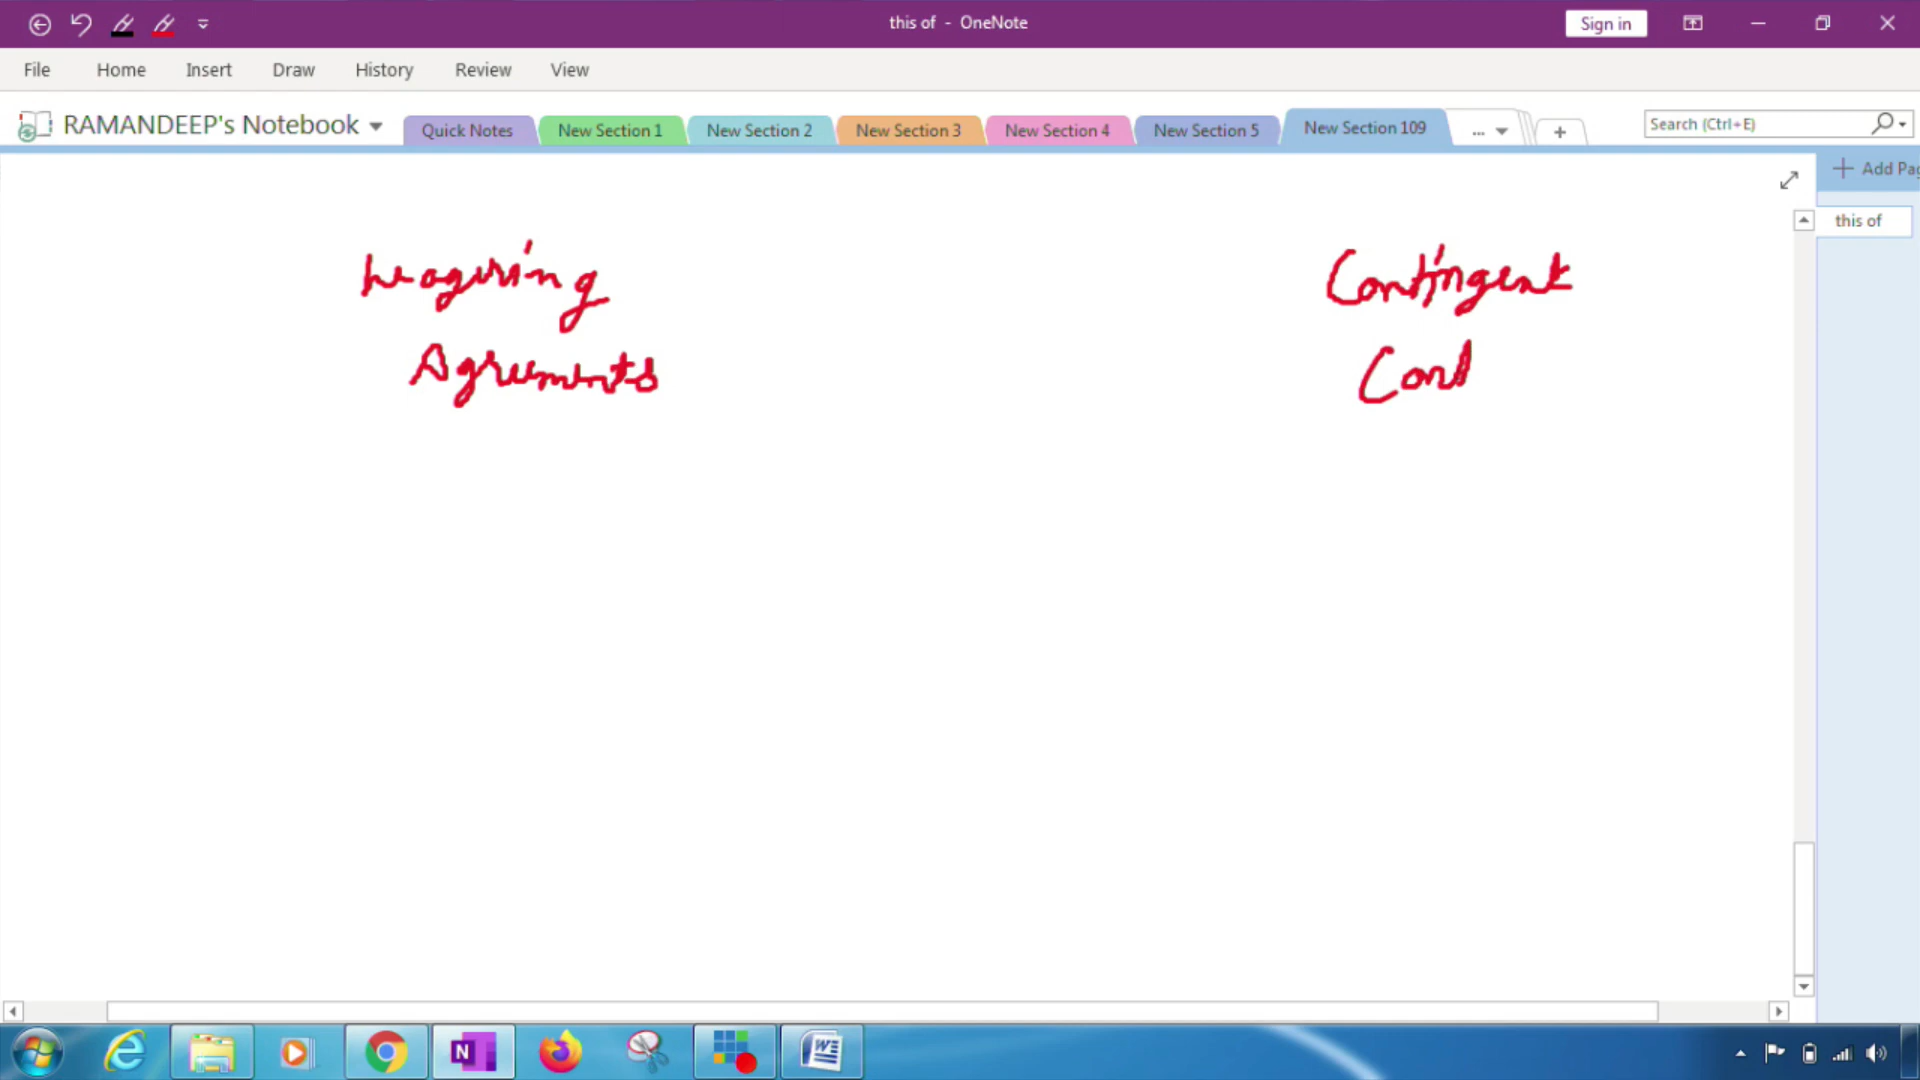 this of - OneNote
Sign in
File Home Insert Draw History Review View
RAMANDEEP's Notebook
Quick Notes New Section 1 New Section 2 New Section 3 New Section 4 New Section 5 New Section 109 ... +
Search (Ctrl+E)
+ Add Pag
this of
Contingent
Agreements Cont